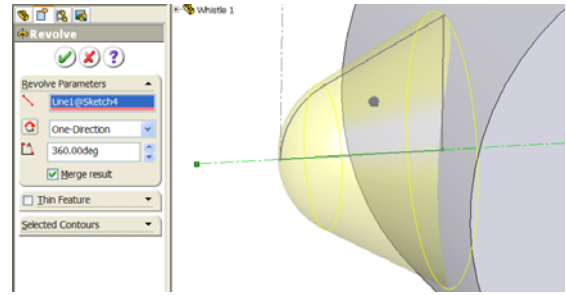 Whistle 1
Revolve
?
Revolve Parameters
Line1@Sketch4
One-Direction
360.00deg
Merge result
Thin Feature
Selected Contours